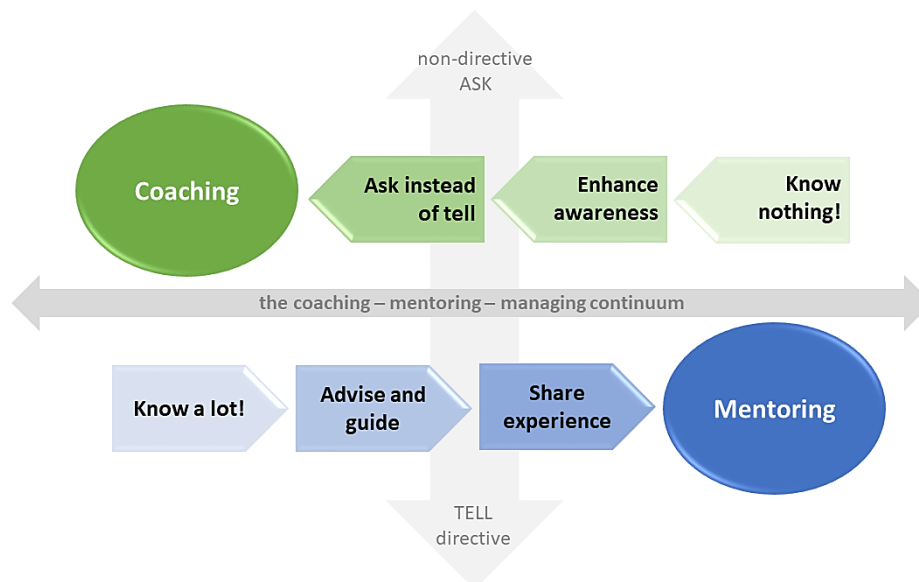 non-directive
ASK
Coaching
Ask instead
of tell
Enhance
awareness
Know
nothing!
the coaching – mentoring – managing continuum
Know a lot!
Advise and
guide
Share
experience
Mentoring
TELL
directive